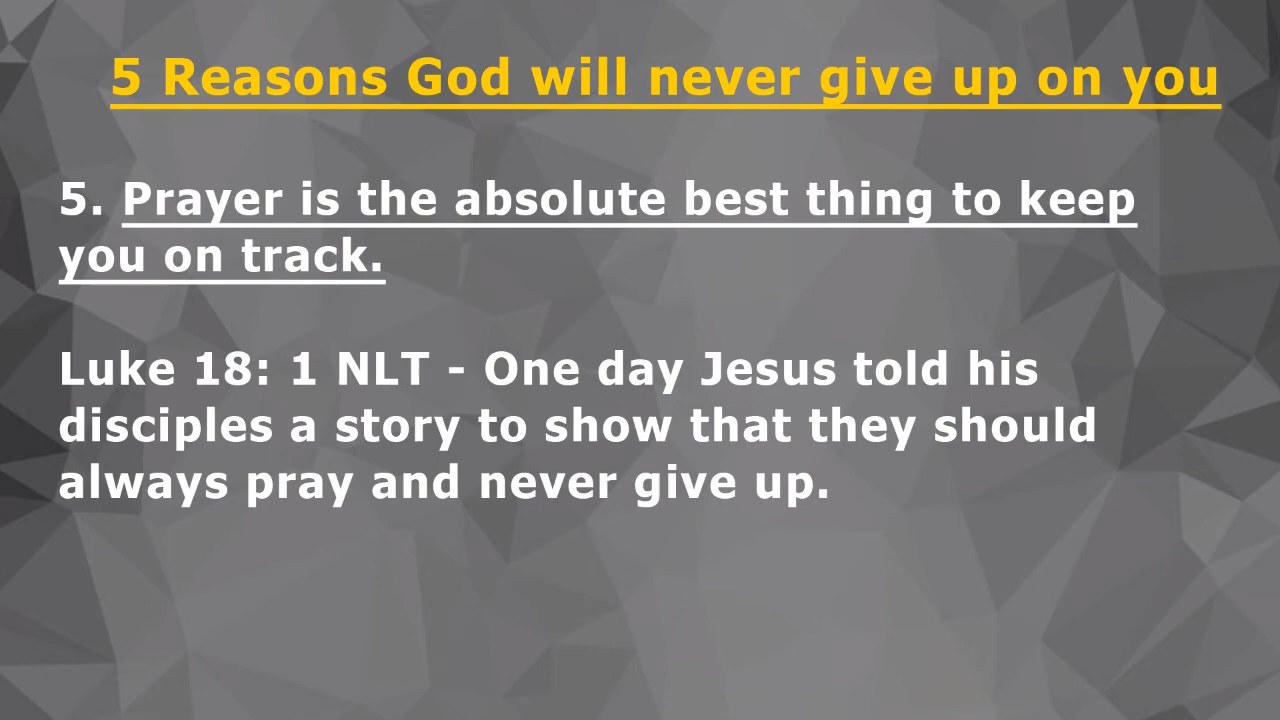 5 Reasons God will never give up on you
5. Prayer is the absolute best thing to keep
you on track.
Luke 18: 1 NLT - One day Jesus told his
disciples a story to show that they should
always pray and never give up.